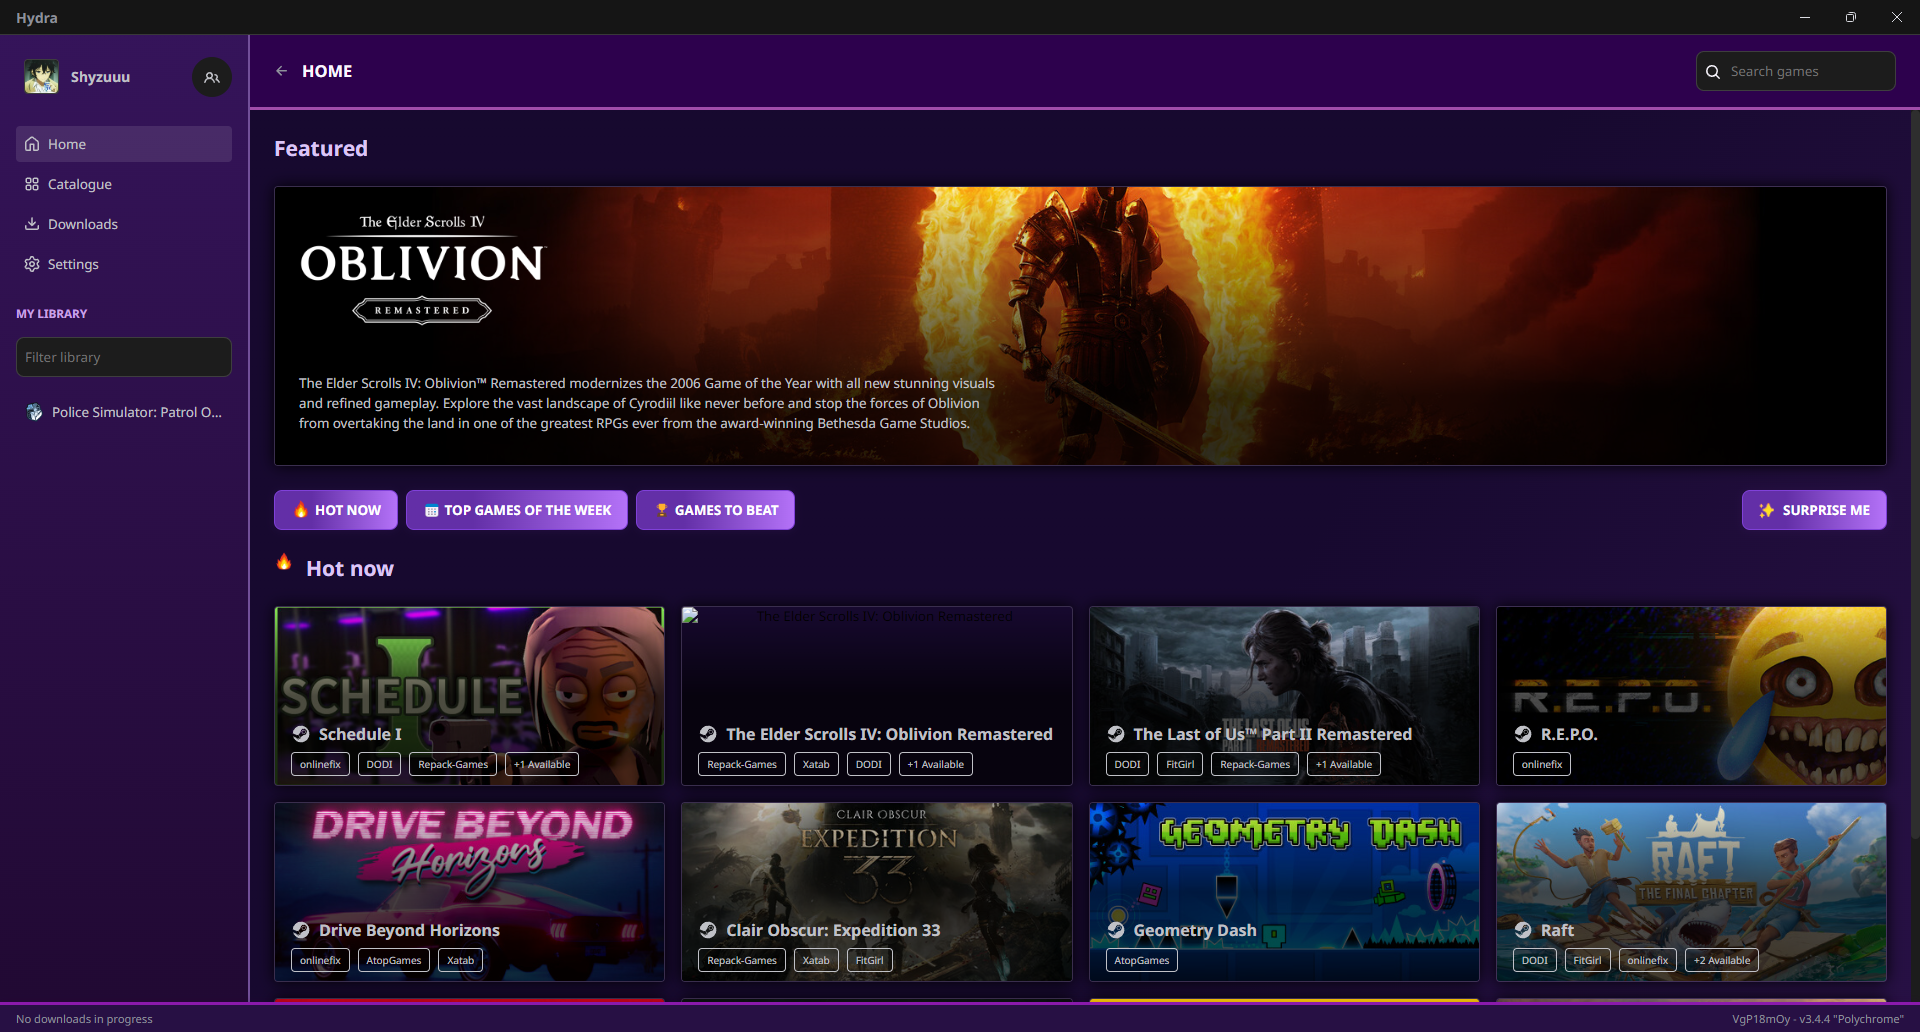 Hydra
Shyzuuu
Home
Catalogue
Downloads
Settings
MY LIBRARY
Filter library
Police Simulator: Patrol O...
HOME
Search games
Featured
The Elder Scrolls IV
OBLIVION
REMASTERED
The Elder Scrolls IV: Oblivion™ Remastered modernizes the 2006 Game of the Year with all new stunning visuals
and refined gameplay. Explore the vast landscape of Cyrodiil like never before and stop the forces of Oblivion
from overtaking the land in one of the greatest RPGs ever from the award-winning Bethesda Game Studios.
HOT NOW
TOP GAMES OF THE WEEK
GAMES TO BEAT
SURPRISE ME
Hot now
SCHEDULE I
Schedule I
onlinefix DODI Repack-Games +1 Available
The Elder Scrolls IV: Oblivion Remastered
The Elder Scrolls IV: Oblivion Remastered
Repack-Games Xatab DODI +1 Available
THE LAST OF US
PART II REMASTERED
The Last of Us™ Part II Remastered
DODI FitGirl Repack-Games +1 Available
R.E.P.O.
R.E.P.O.
onlinefix
DRIVE BEYOND
Horizons
Drive Beyond Horizons
onlinefix AtopGames Xatab
CLAIR OBSCUR
EXPEDITION
33
Clair Obscur: Expedition 33
Repack-Games Xatab FitGirl
GEOMETRY DASH
Geometry Dash
AtopGames
RAFT
THE FINAL CHAPTER
Raft
DODI FitGirl onlinefix +2 Available
No downloads in progress
VgP18mOy - v3.4.4 "Polychrome"